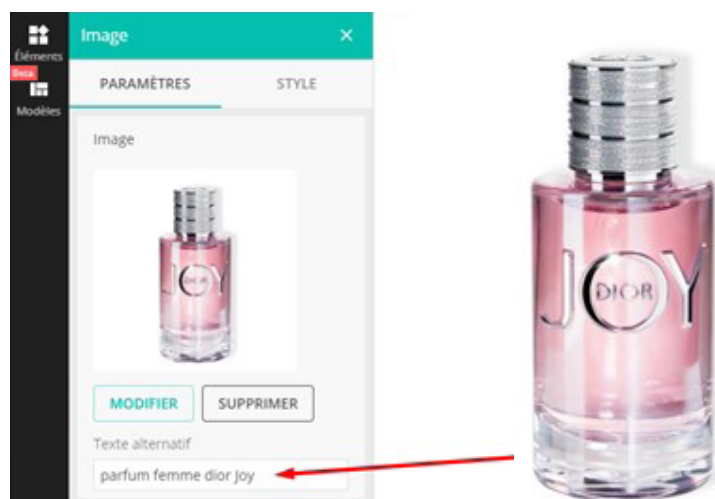 Éléments
Beta
Modèles
Image
×
PARAMÈTRES
STYLE
Image
JOY
DIOR
MODIFIER
SUPPRIMER
Texte alternatif
parfum femme dior Joy
JOY
DIOR